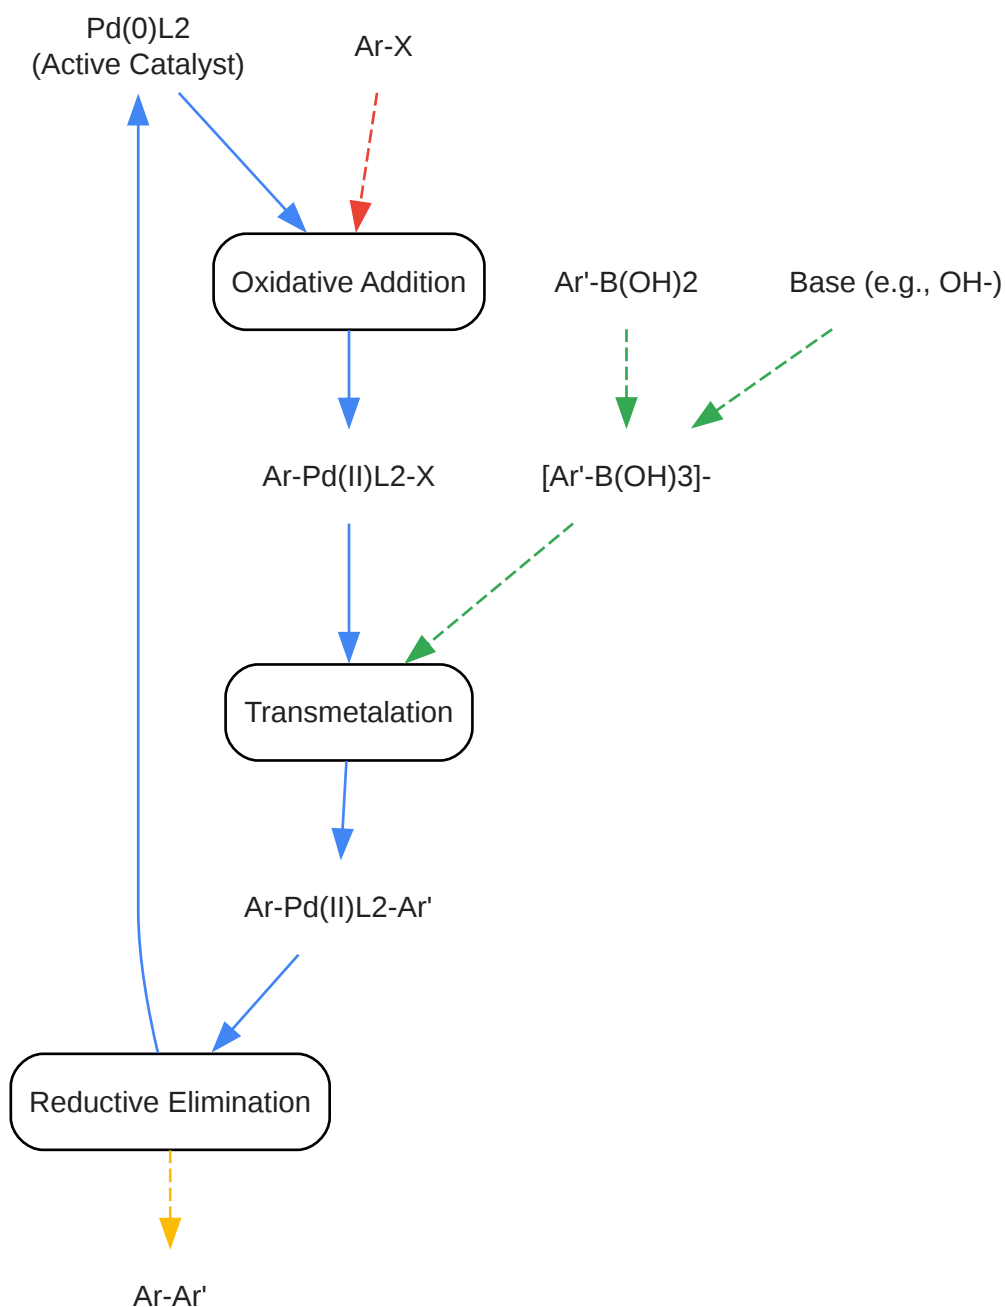 Pd(0)L2
(Active Catalyst)
Ar-X
Oxidative Addition
Ar'-B(OH)2
Base (e.g., OH-)
Ar-Pd(II)L2-X
[Ar'-B(OH)3]-
Transmetalation
Ar-Pd(II)L2-Ar'
Reductive Elimination
Ar-Ar'